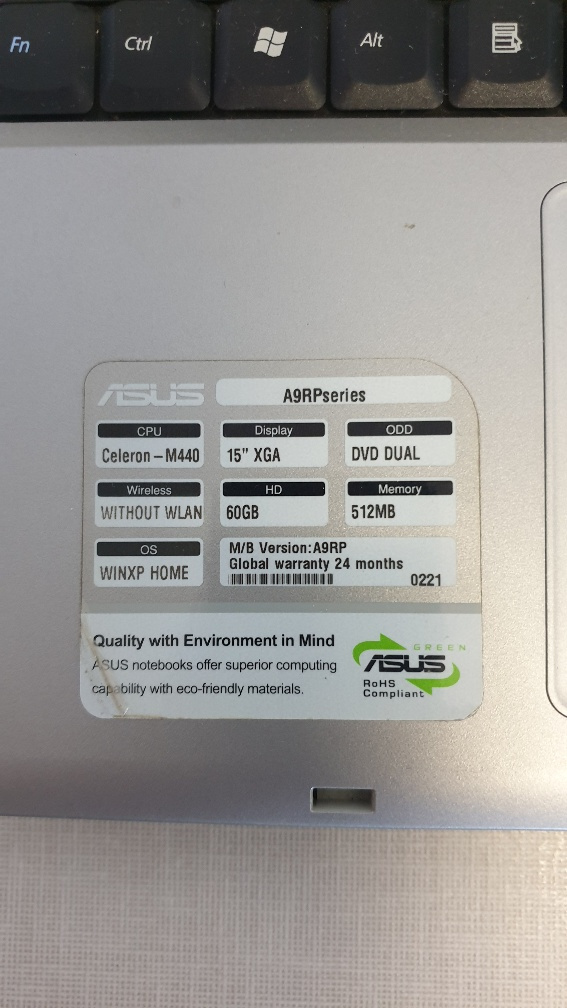 Fn Ctrl Alt
ASUS A9RPseries
CPU Display ODD
Celeron-M440 15" XGA DVD DUAL
Wireless HD Memory
WITHOUT WLAN 60GB 512MB
OS
WINXP HOME
M/B Version:A9RP
Global warranty 24 months
0221
Quality with Environment in Mind
ASUS notebooks offer superior computing
capability with eco-friendly materials.
GREEN
ASUS
RoHS
Compliant